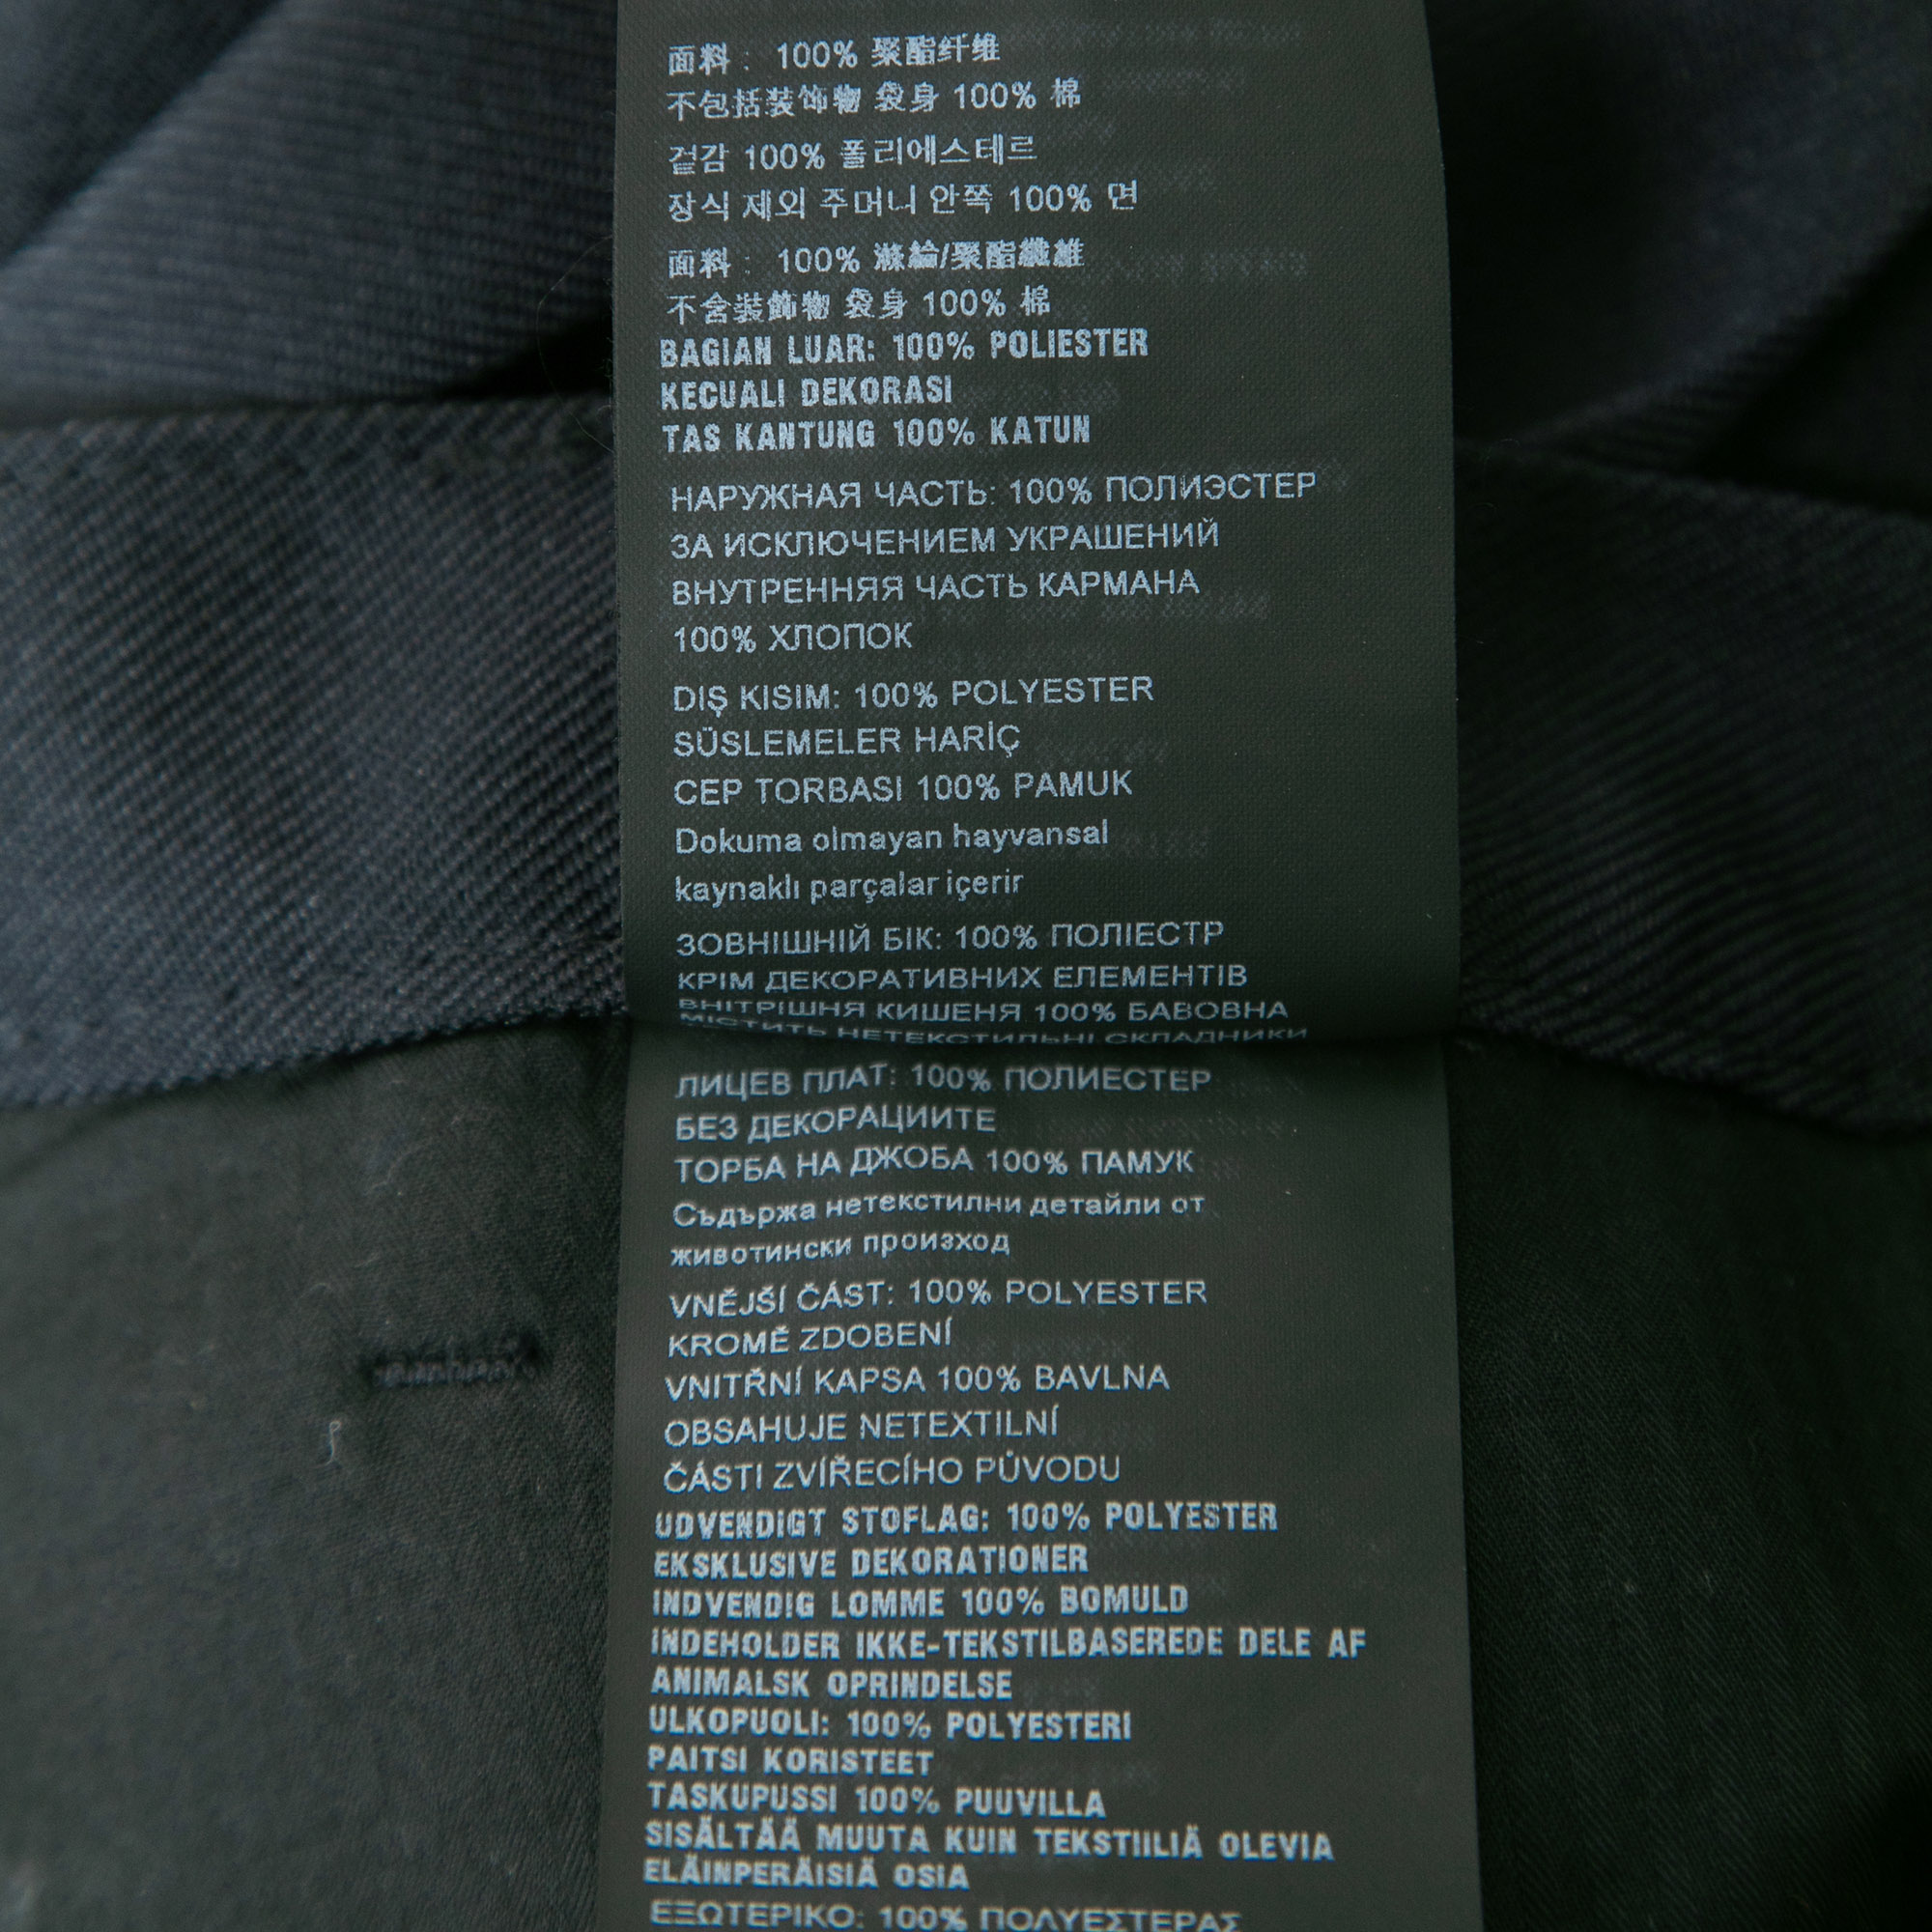 面料： 100% 聚酯纤维
不包括装饰物 袋身 100% 棉
겉감 100% 폴리에스테르
장식 제외 주머니 안쪽 100% 면
面料： 100% 滌綸/聚酯纖維
不含裝飾物 袋身 100% 棉
BAGIAN LUAR: 100% POLIESTER
KECUALI DEKORASI
TAS KANTUNG 100% KATUN
НАРУЖНАЯ ЧАСТЬ: 100% ПОЛИЭСТЕР
ЗА ИСКЛЮЧЕНИЕМ УКРАШЕНИЙ
ВНУТРЕННЯЯ ЧАСТЬ КАРМАНА
100% ХЛОПОК
DIŞ KISIM: 100% POLYESTER
SÜSLEMELER HARİÇ
CEP TORBASI 100% PAMUK
Dokuma olmayan hayvansal
kaynaklı parçalar içerir
ЗОВНІШНІЙ БІК: 100% ПОЛІЕСТР
КРІМ ДЕКОРАТИВНИХ ЕЛЕМЕНТІВ
ВНІТРІШНЯ КИШЕНЯ 100% БАВОВНА
МІСТИТЬ НЕТЕКСТИЛЬНІ СКЛАДНИКИ
ЛИЦЕВ ПЛАТ: 100% ПОЛИЕСТЕР
БЕЗ ДЕКОРАЦИИТЕ
ТОРБА НА ДЖОБА 100% ПАМУК
Съдържа нетекстилни детайли от
животински произход
VNĚJŠÍ ČÁST: 100% POLYESTER
KROMĚ ZDOBENÍ
VNITŘNÍ KAPSA 100% BAVLNA
OBSAHUJE NETEXTILNÍ
ČÁSTI ZVÍŘECÍHO PŮVODU
UDVENDIGT STOFLAG: 100% POLYESTER
EKSKLUSIVE DEKORATIONER
INDVENDIG LOMME 100% BOMULD
INDEHOLDER IKKE-TEKSTILBASEREDE DELE AF
ANIMALSK OPRINDELSE
ULKOPUOLI: 100% POLYESTERI
PAITSI KORISTEET
TASKUPUSSI 100% PUUVILLA
SISÄLTÄÄ MUUTA KUIN TEKSTIILIÄ OLEVIA
ELÄINPERÄISIÄ OSIA
ΕΞΩΤΕΡΙΚΟ: 100% ΠΟΛΥΕΣΤΕΡΑΣ